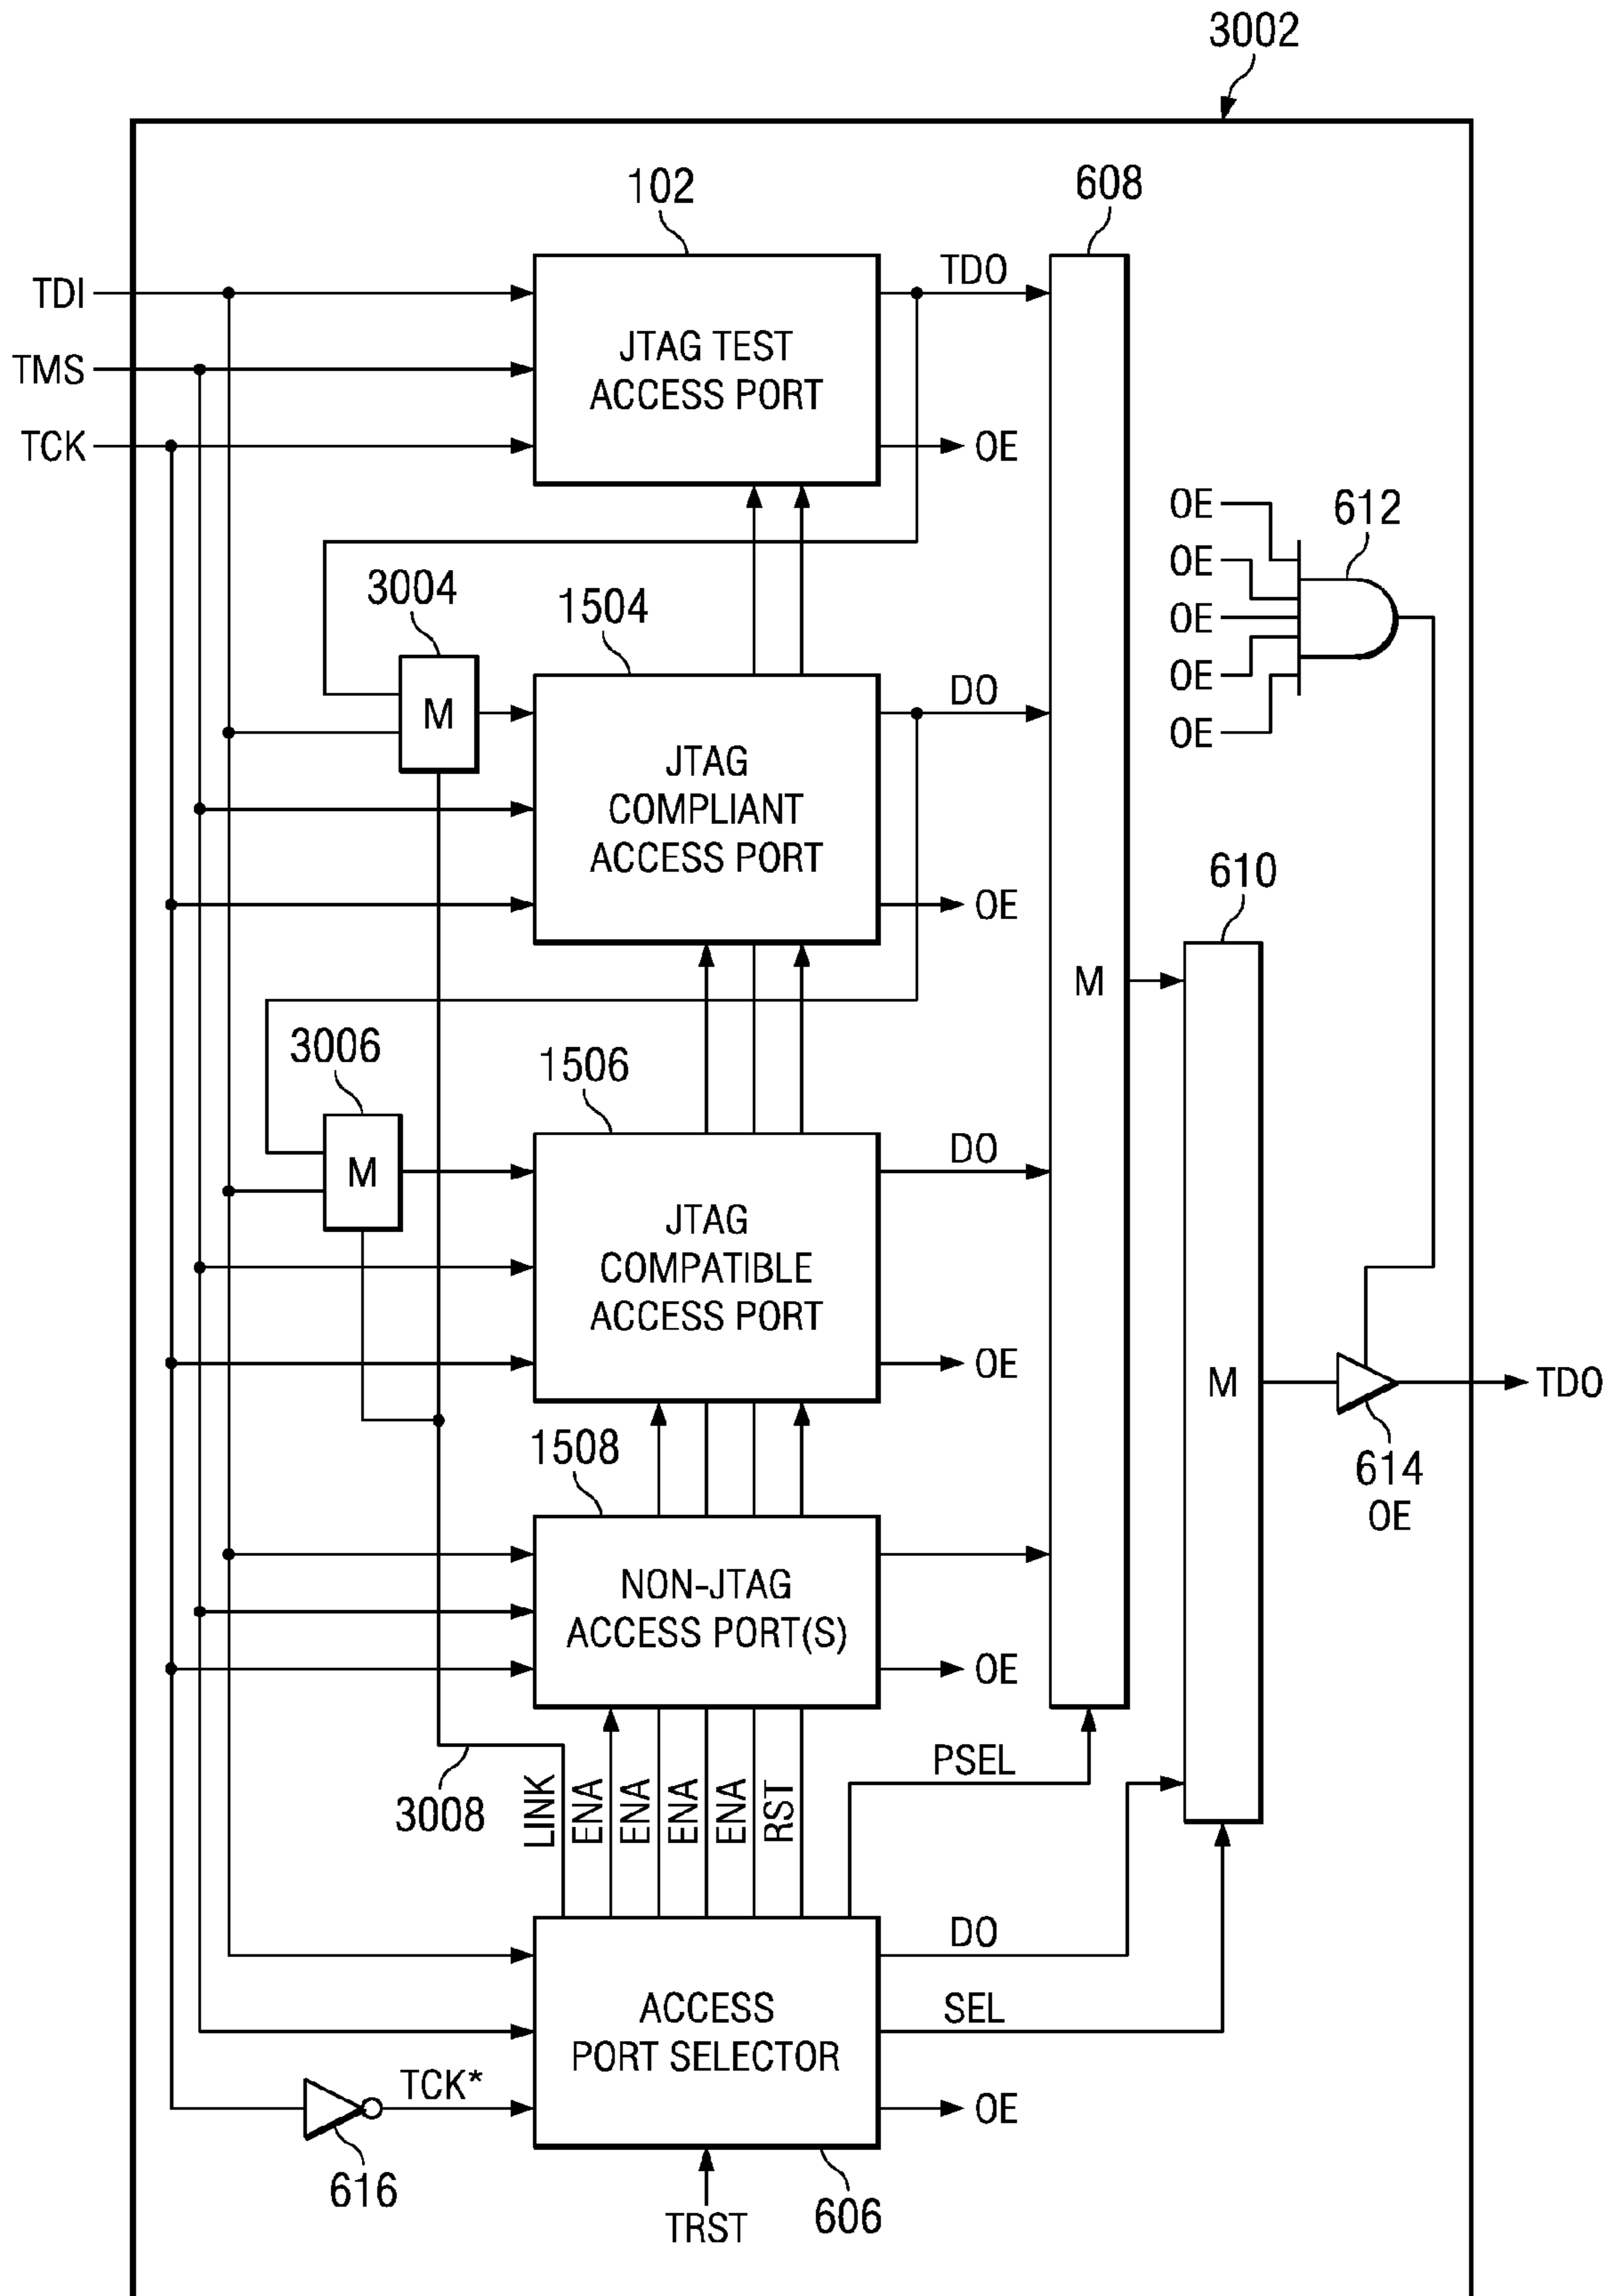 3002
102
608
TDI
TDO
JTAG TEST
ACCESS PORT
TMS
TCK
OE
OE
612
OE
3004
1504
OE
OE
DO
M
OE
JTAG
COMPLIANT
ACCESS PORT
610
OE
M
3006
1506
DO
M
JTAG
COMPATIBLE
ACCESS PORT
OE
M
TDO
1508
614
OE
NON-JTAG
ACCESS PORT(S)
OE
PSEL
3008
LINK
ENA
ENA
ENA
ENA
RST
DO
ACCESS
PORT SELECTOR
SEL
TCK*
OE
616
TRST
606